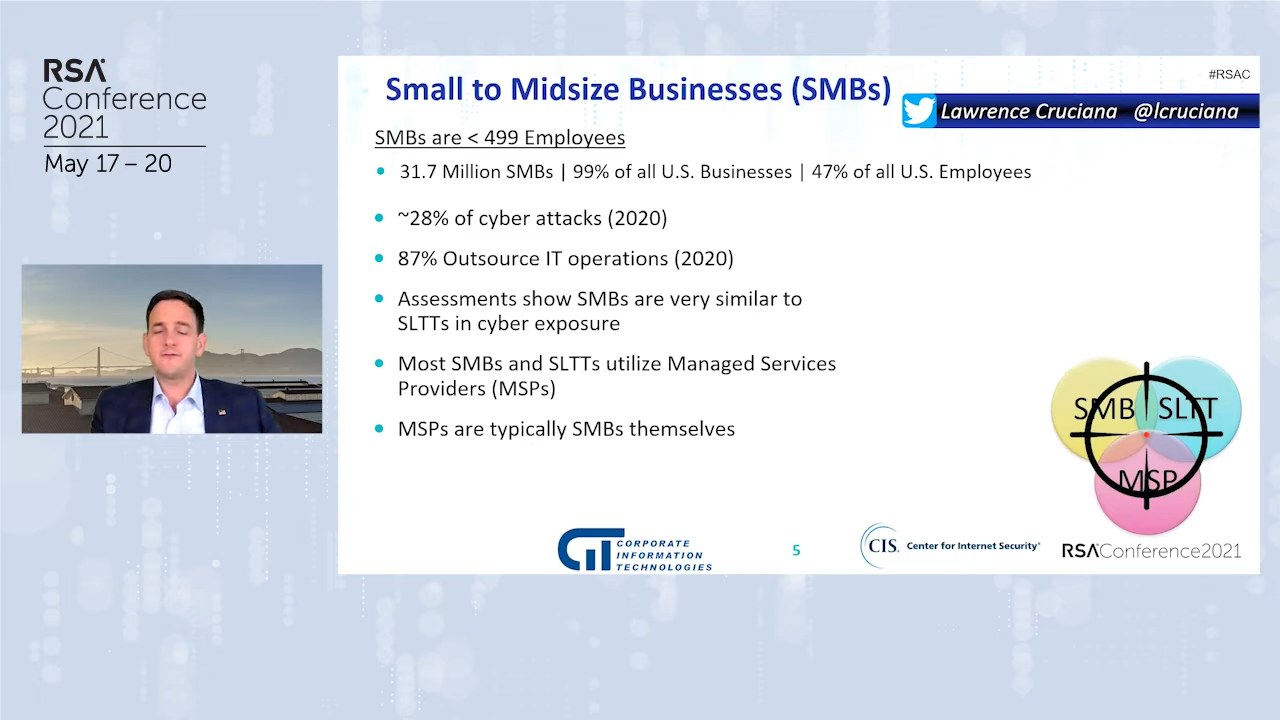 RSA
Conference
2021
May 17 – 20
#RSAC
Small to Midsize Businesses (SMBs)
Lawrence Cruciana @lcruciana
SMBs are < 499 Employees
• 31.7 Million SMBs | 99% of all U.S. Businesses | 47% of all U.S. Employees
• ~28% of cyber attacks (2020)
• 87% Outsource IT operations (2020)
• Assessments show SMBs are very similar to
SLTTs in cyber exposure
• Most SMBs and SLTTs utilize Managed Services
Providers (MSPs)
• MSPs are typically SMBs themselves
SMB SLTT
MSP
CIT CORPORATE
INFORMATION
TECHNOLOGIES
5
CIS. Center for Internet Security®
RSA Conference2021